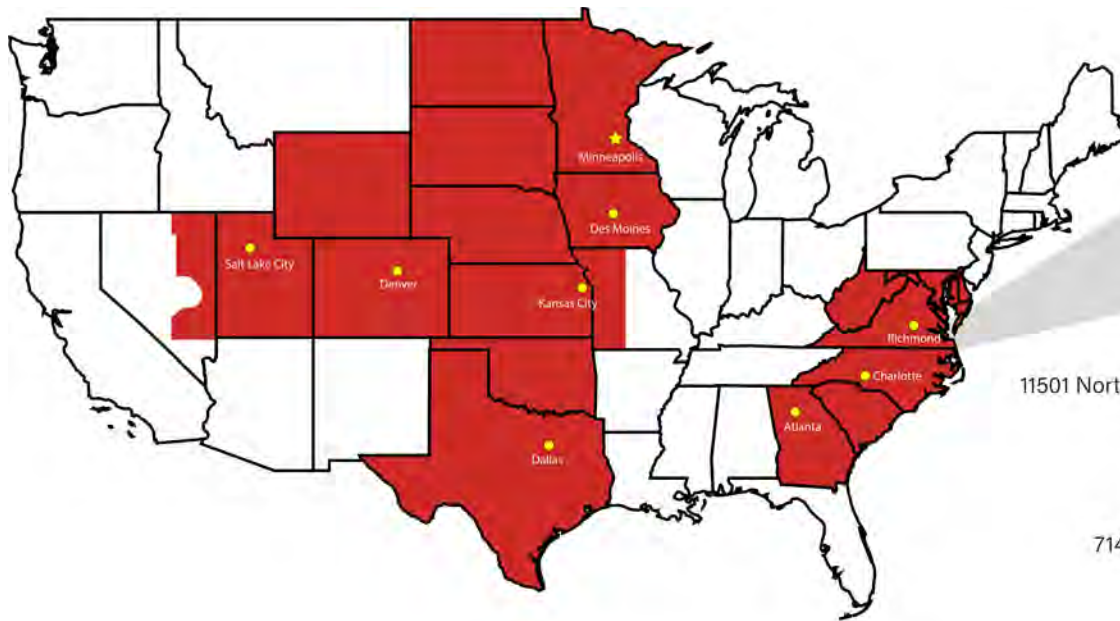 Minneapolis
Des Moines
Salt Lake City
Denver
Kansas City
Richmond
Charlotte
11501 Nort
Atlanta
Dallas
714